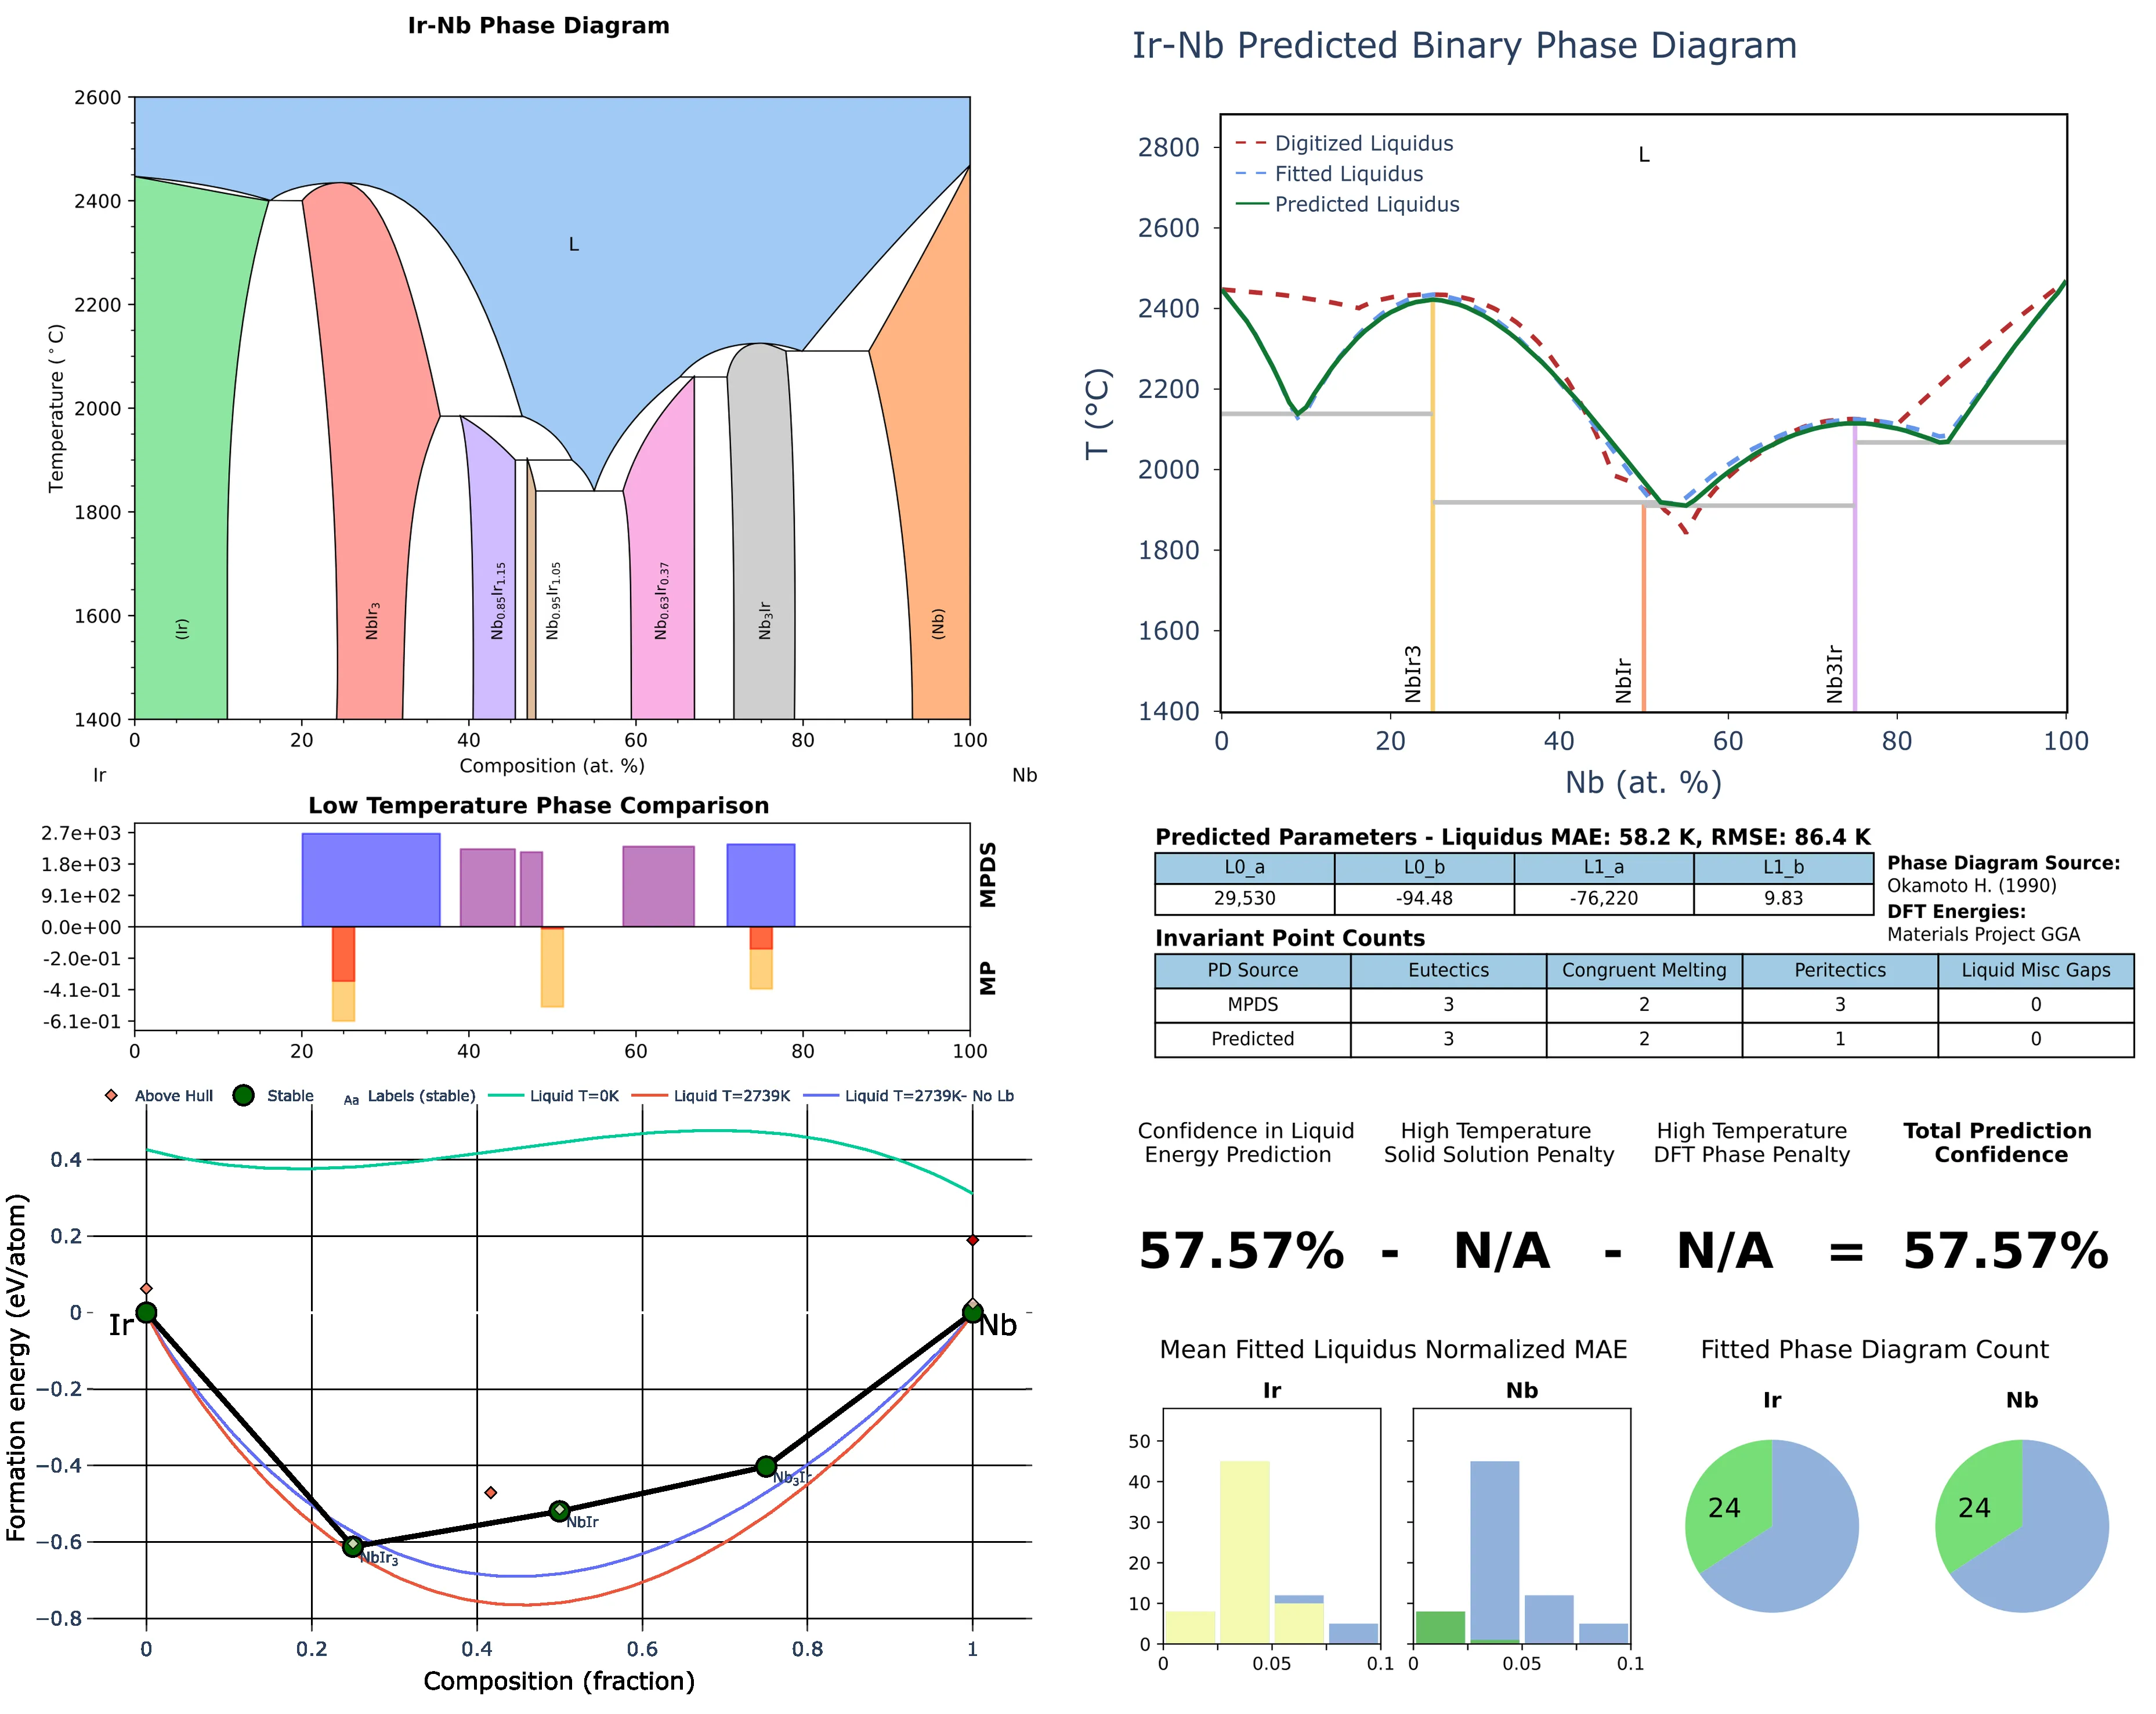 Ir-Nb Phase Diagram
2600
2400
2200
2000
1800
1600
1400
Temperature (°C)
L
(Ir)
NbIr3
Nb0.85Ir1.15
Nb0.95Ir1.05
Nb0.63Ir0.37
Nb3Ir
(Nb)
0 20 40 60 80 100
Composition (at. %)
Ir Nb
Low Temperature Phase Comparison
2.7e+03
1.8e+03
9.1e+02
0.0e+00
-2.0e-01
-4.1e-01
-6.1e-01
MPDS
MP
0 20 40 60 80 100
Above Hull Stable Aa Labels (stable) Liquid T=0K Liquid T=2739K Liquid T=2739K- No Lb
0.4
0.2
0
−0.2
−0.4
−0.6
−0.8
Formation energy (eV/atom)
Ir
Nb
NbIr3
NbIr
Nb3Ir
0 0.2 0.4 0.6 0.8 1
Composition (fraction)
Ir-Nb Predicted Binary Phase Diagram
Digitized Liquidus
Fitted Liquidus
Predicted Liquidus
L
2800
2600
2400
2200
2000
1800
1600
1400
T (°C)
NbIr3
NbIr
Nb3Ir
0 20 40 60 80 100
Nb (at. %)
Predicted Parameters - Liquidus MAE: 58.2 K, RMSE: 86.4 K
L0_a L0_b L1_a L1_b
29,530 -94.48 -76,220 9.83
Phase Diagram Source:
Okamoto H. (1990)
DFT Energies:
Materials Project GGA
Invariant Point Counts
PD Source Eutectics Congruent Melting Peritectics Liquid Misc Gaps
MPDS 3 2 3 0
Predicted 3 2 1 0
Confidence in Liquid Energy Prediction
High Temperature Solid Solution Penalty
High Temperature DFT Phase Penalty
Total Prediction Confidence
57.57% - N/A - N/A = 57.57%
Mean Fitted Liquidus Normalized MAE
Ir Nb
50
40
30
20
10
0
0 0.05 0.1
0 0.05 0.1
Fitted Phase Diagram Count
Ir Nb
24 24